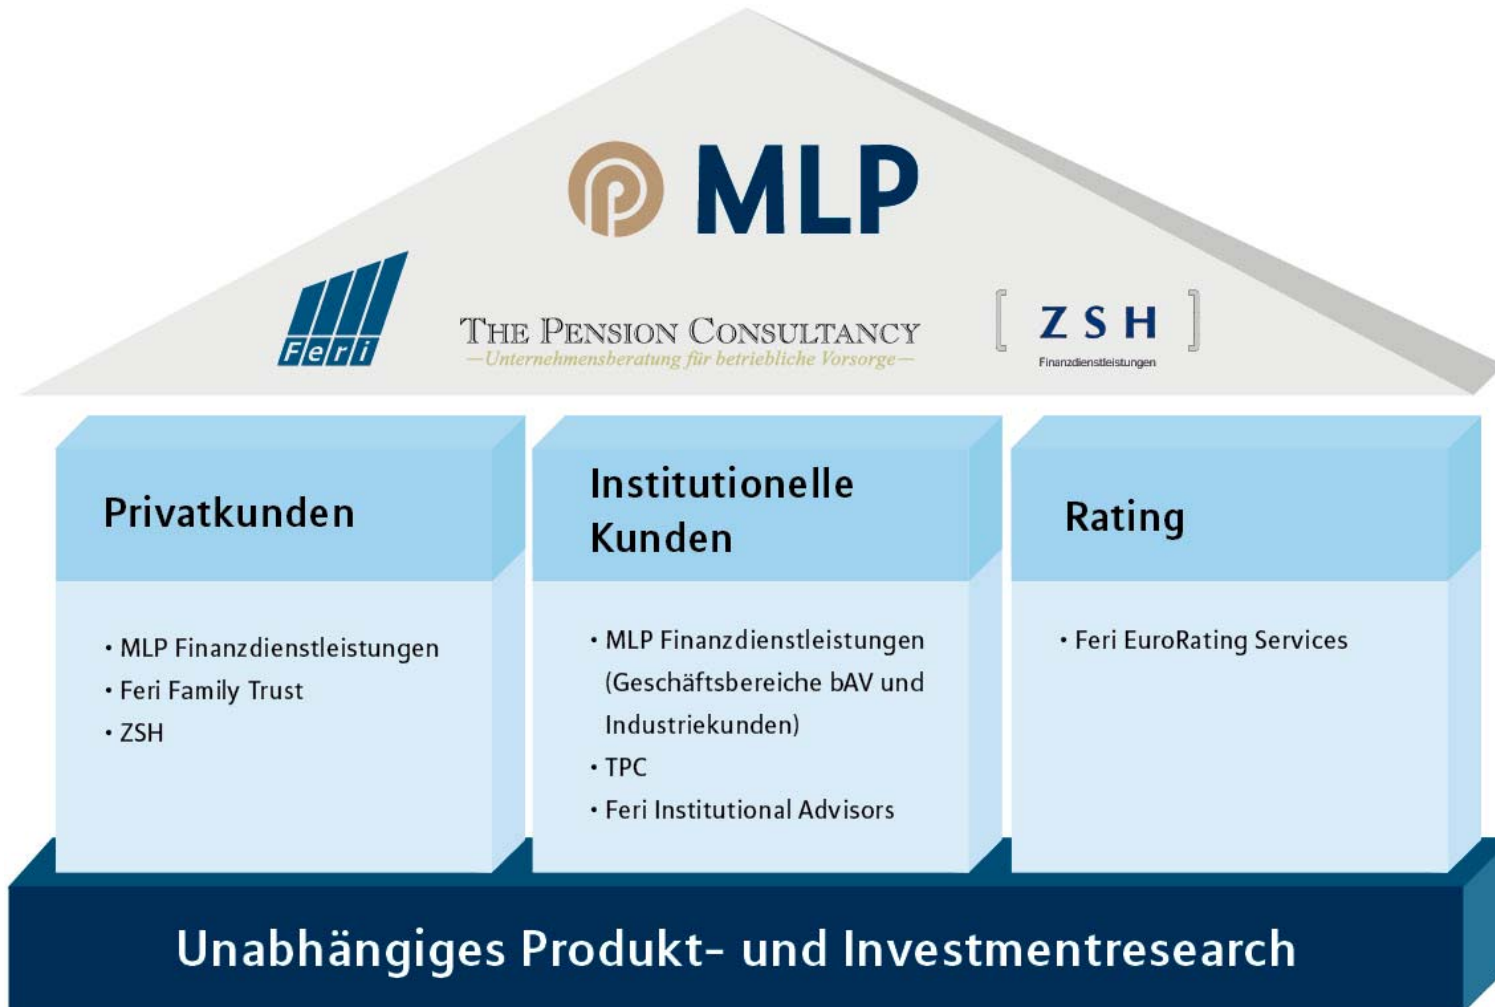 MLP
Feri
THE PENSION CONSULTANCY
—Unternehmensberatung für betriebliche Vorsorge—
[ ZSH ]
Finanzdienstleistungen
Privatkunden
• MLP Finanzdienstleistungen
• Feri Family Trust
• ZSH
Institutionelle
Kunden
• MLP Finanzdienstleistungen
(Geschäftsbereiche bAV und
Industriekunden)
• TPC
• Feri Institutional Advisors
Rating
• Feri EuroRating Services
Unabhängiges Produkt- und Investmentresearch